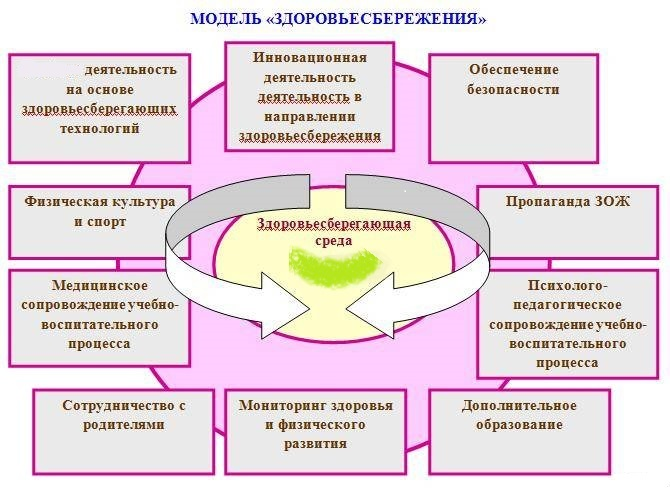 МОДЕЛЬ «ЗДОРОВЬЕСБЕРЕЖЕНИЯ»
деятельность
на основе
здоровьесберегающих
технологий
Инновационная
деятельность
деятельность в
направлении
здоровьесбережения
Обеспечение
безопасности
Физическая культура
и спорт
Здоровьесберегающая
среда
Пропаганда ЗОЖ
Медицинское
сопровождение учебно-
воспитательного
процесса
Психолого-
педагогическое
сопровождение учебно-
воспитательного
процесса
Сотрудничество с
родителями
Мониторинг здоровья
и физического
развития
Дополнительное
образование